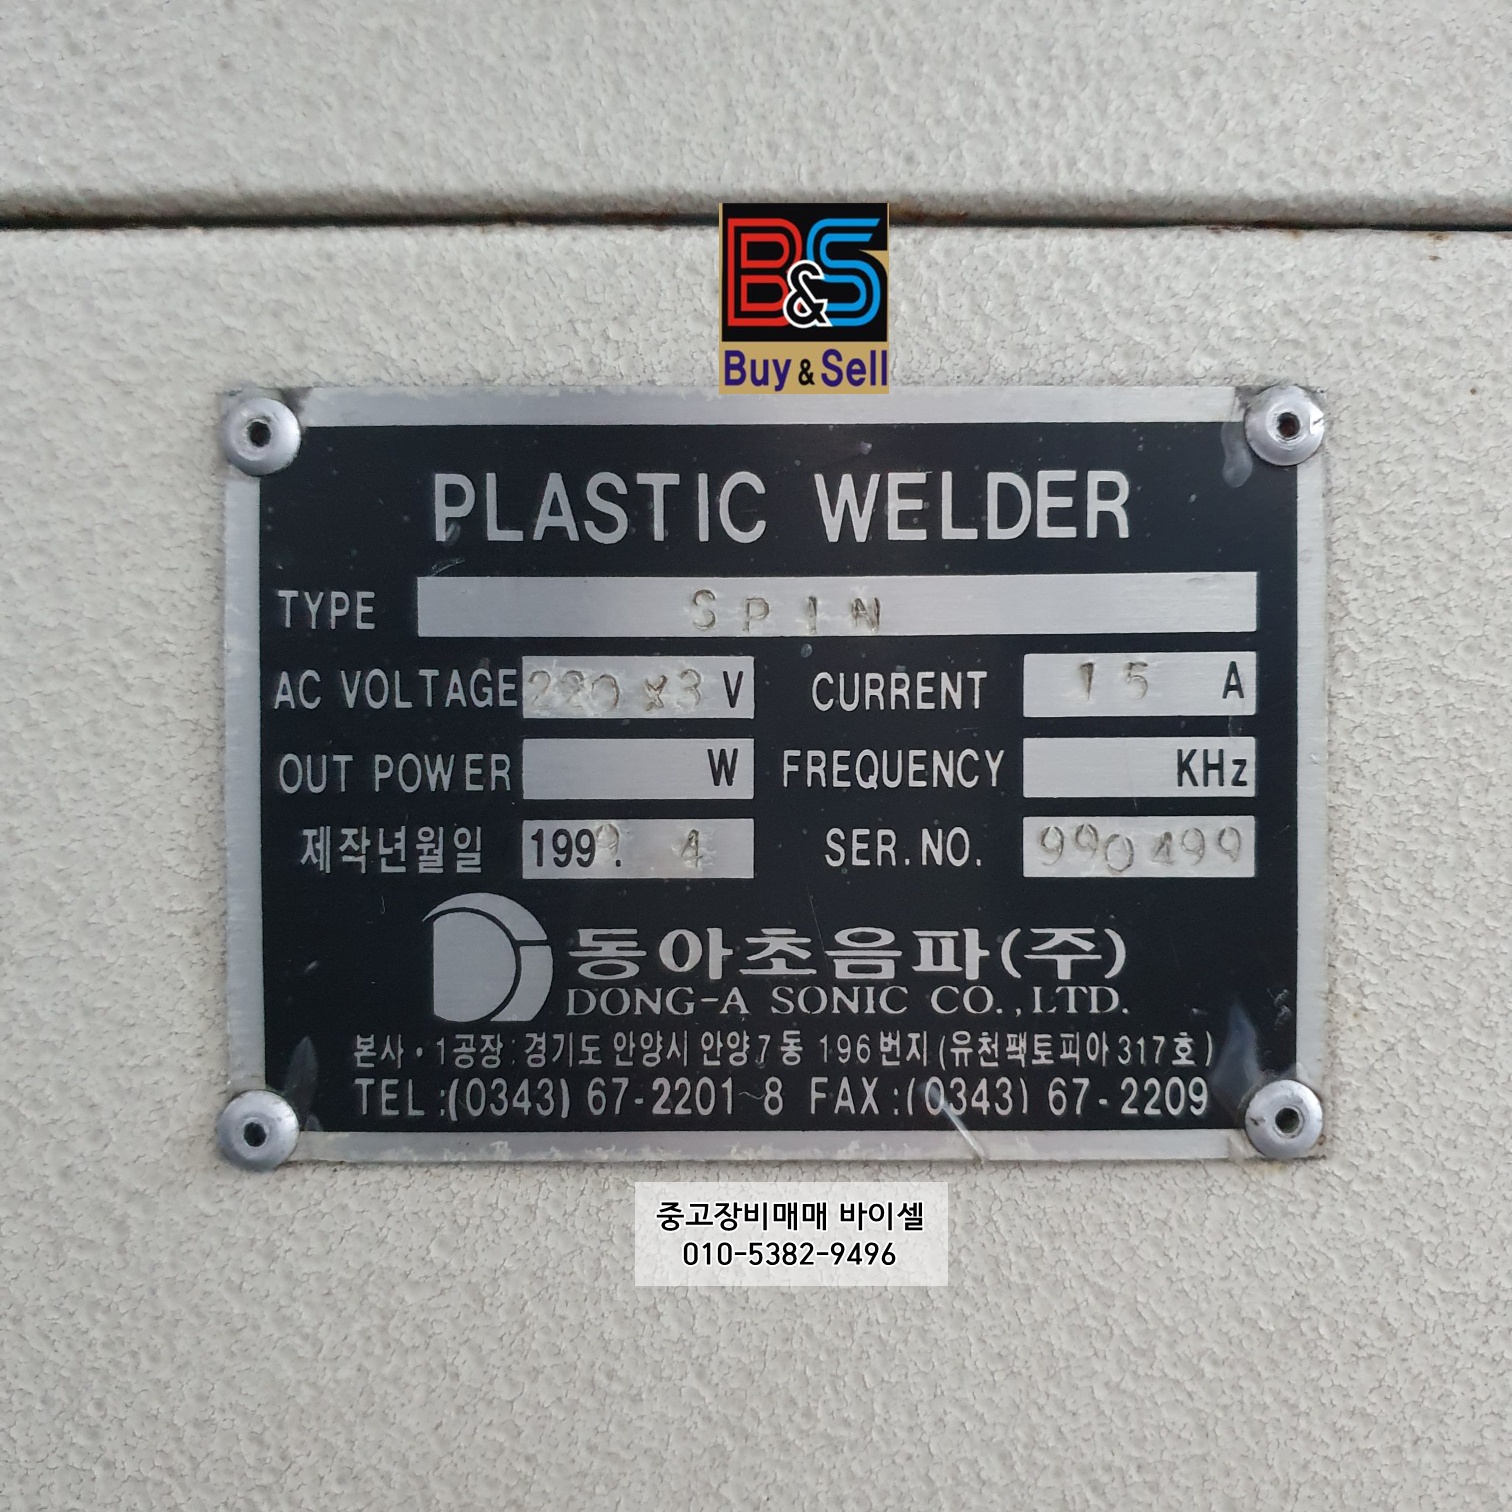 B&S
Buy & Sell
PLASTIC WELDER
TYPE SPIN
AC VOLTAGE 220x3 V CURRENT 15 A
OUT POWER W FREQUENCY KHz
제작년월일 1999. 4 SER.NO. 990499
동아초음파(주)
DONG-A SONIC CO.,LTD.
본사·1공장:경기도 안양시 안양7동 196번지(유천팩토피아317호)
TEL:(0343)67-2201~8 FAX:(0343)67-2209
중고장비매매 바이셀
010-5382-9496